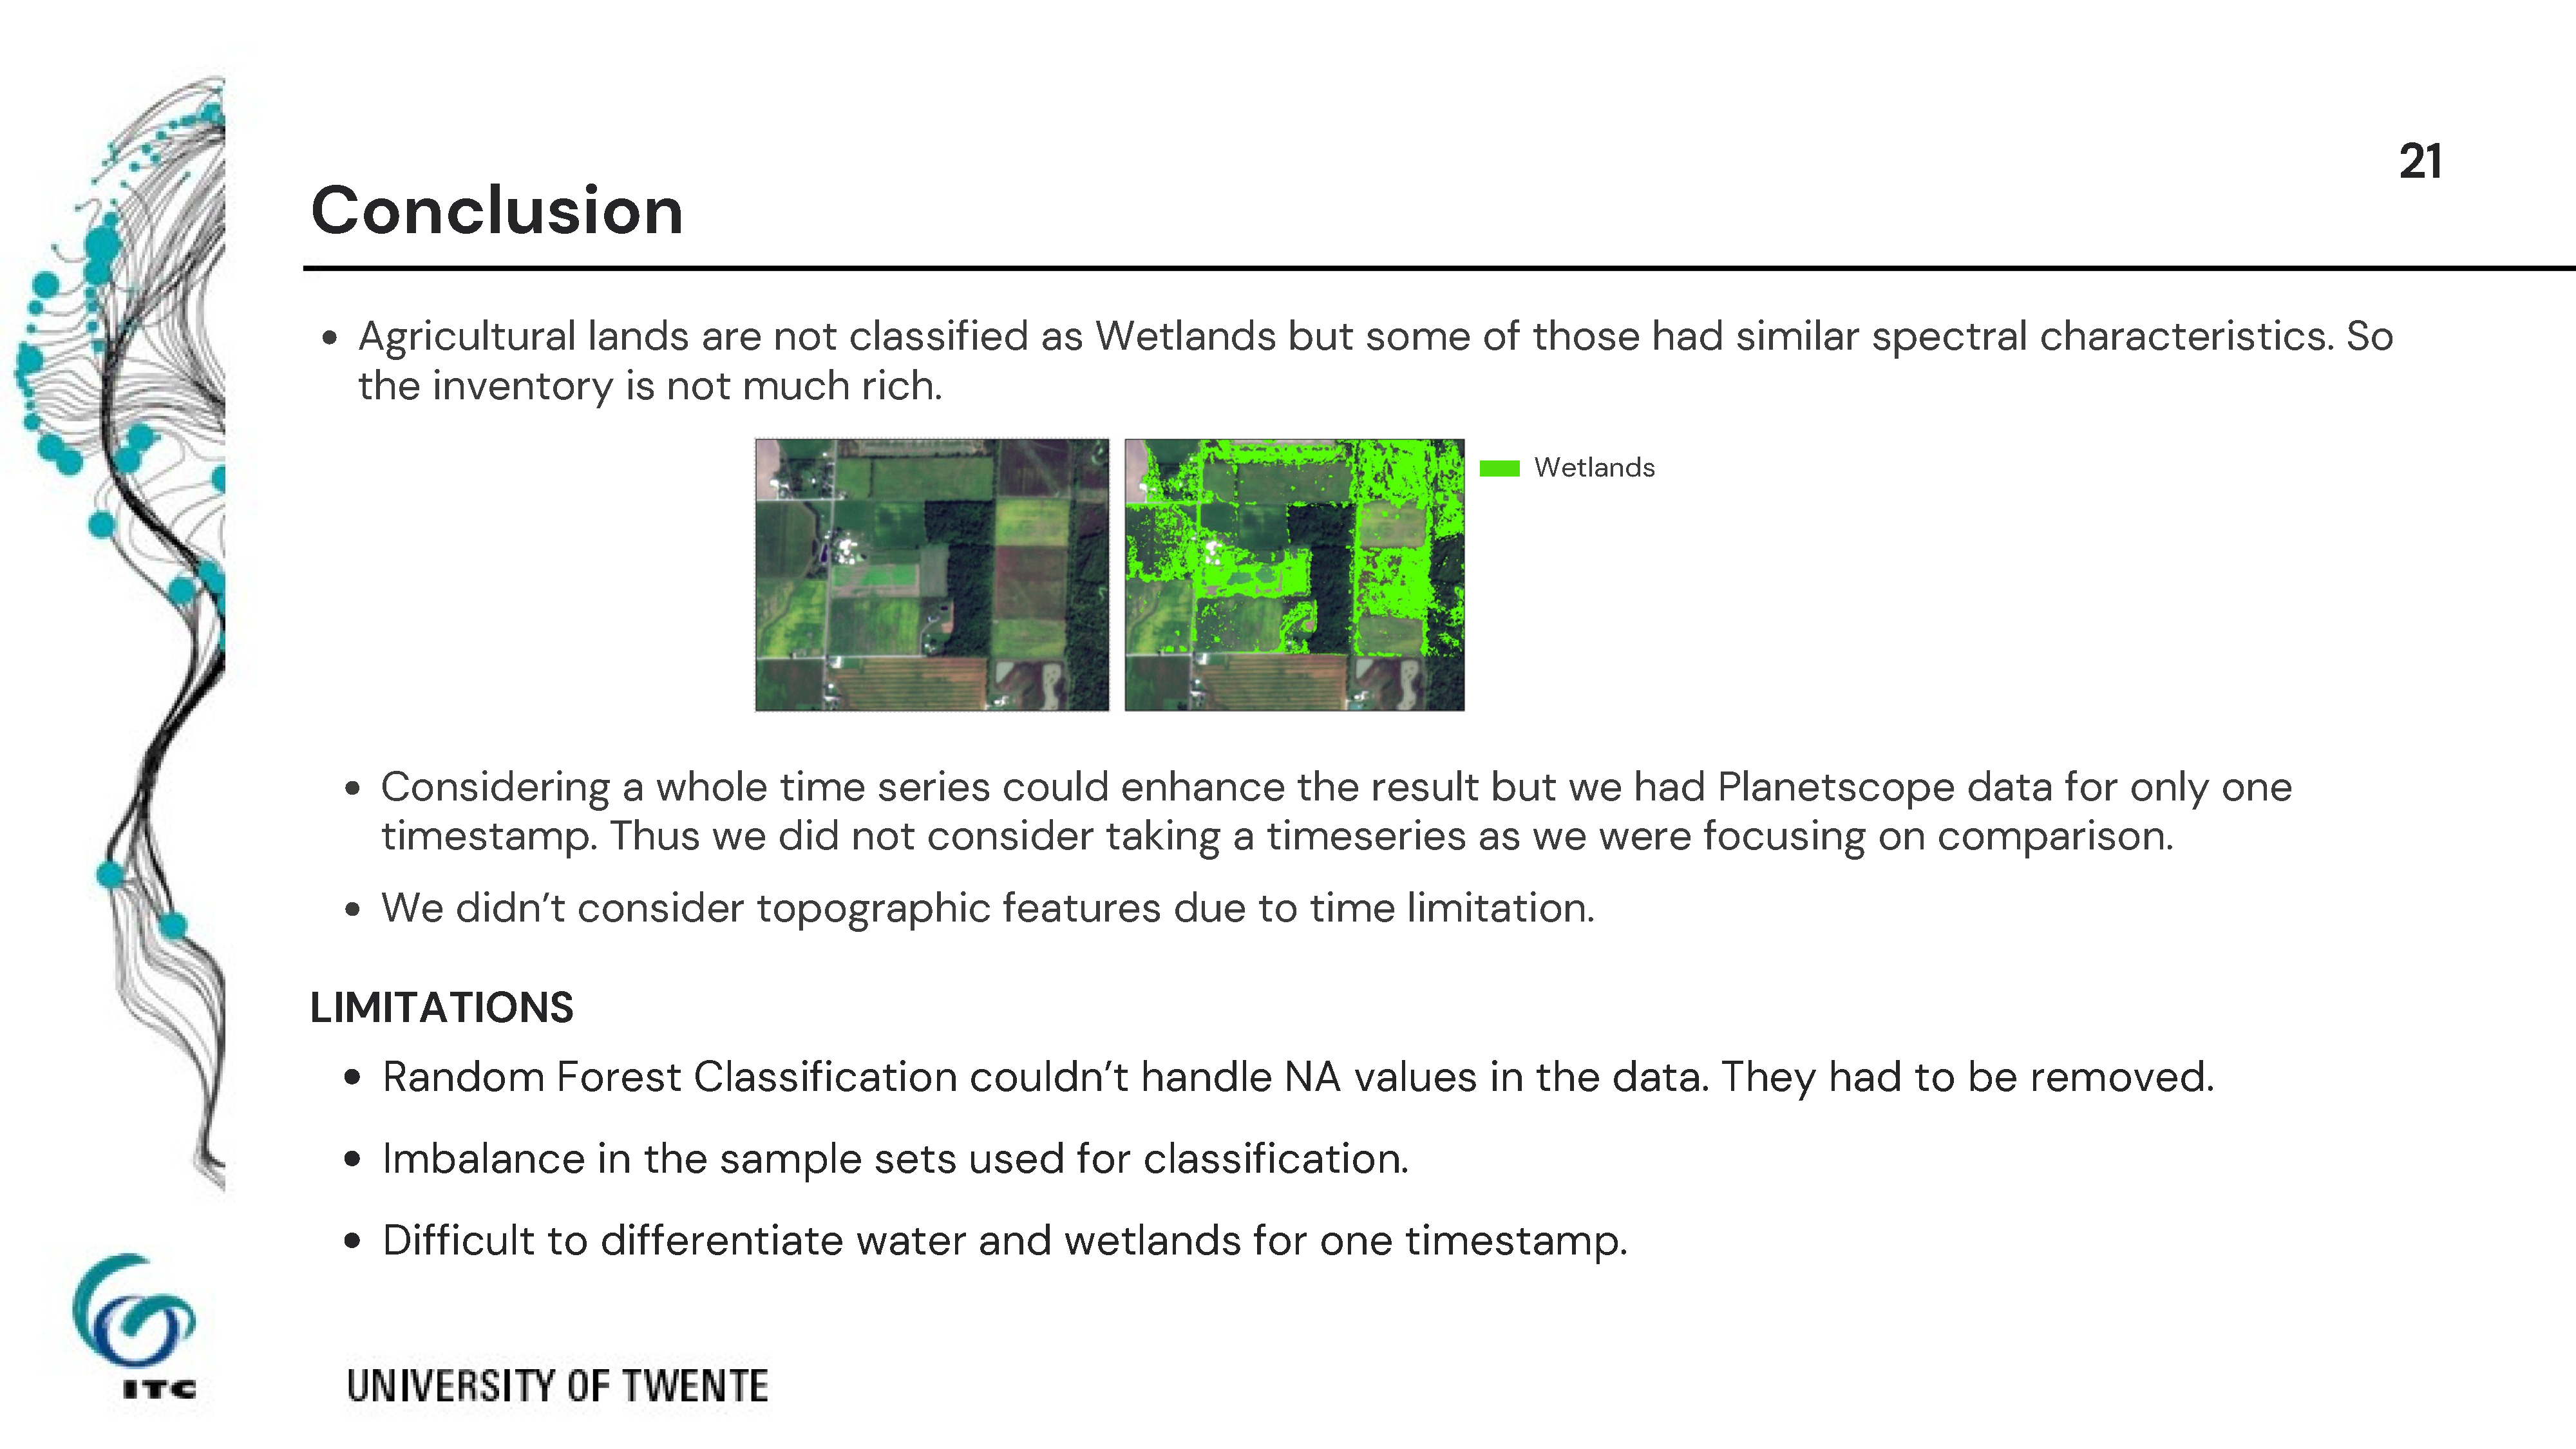 21
Conclusion
• Agricultural lands are not classified as Wetlands but some of those had similar spectral characteristics. So
the inventory is not much rich.
Wetlands
• Considering a whole time series could enhance the result but we had Planetscope data for only one
timestamp. Thus we did not consider taking a timeseries as we were focusing on comparison.
• We didn’t consider topographic features due to time limitation.
LIMITATIONS
• Random Forest Classification couldn’t handle NA values in the data. They had to be removed.
• Imbalance in the sample sets used for classification.
• Difficult to differentiate water and wetlands for one timestamp.
ITC
UNIVERSITY OF TWENTE